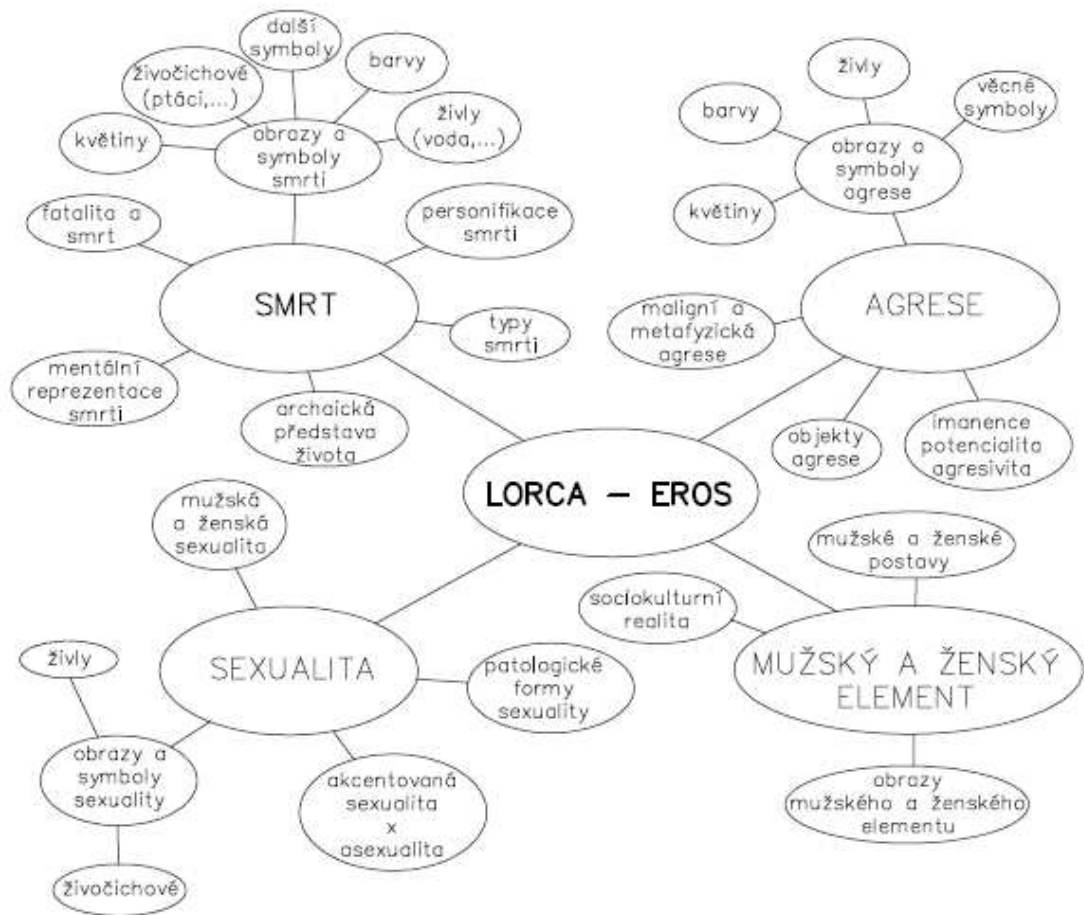 další
symboly
živočichové
(ptáci,...)
barvy
květiny
obrazy a
symboly
smrti
živly
(voda,...)
fatalita a
smrt
personifikace
smrti
SMRT
typy
smrti
mentální
reprezentace
smrti
archaická
představa
života
živly
věcné
symboly
barvy
obrazy a
symboly
agrese
květiny
AGRESE
maligní a
metafyzická
agrese
objekty
agrese
imanence
potencialita
agresivita
LORCA – EROS
mužská
a ženská
sexualita
SEXUALITA
živly
patologické
formy
sexuality
obrazy a
symboly
sexuality
akcentovaná
sexualita
x
asexualita
živočichové
mužské a ženské
postavy
sociokulturní
realita
MUŽSKÝ A ŽENSKÝ
ELEMENT
obrazy
mužského a ženského
elementu